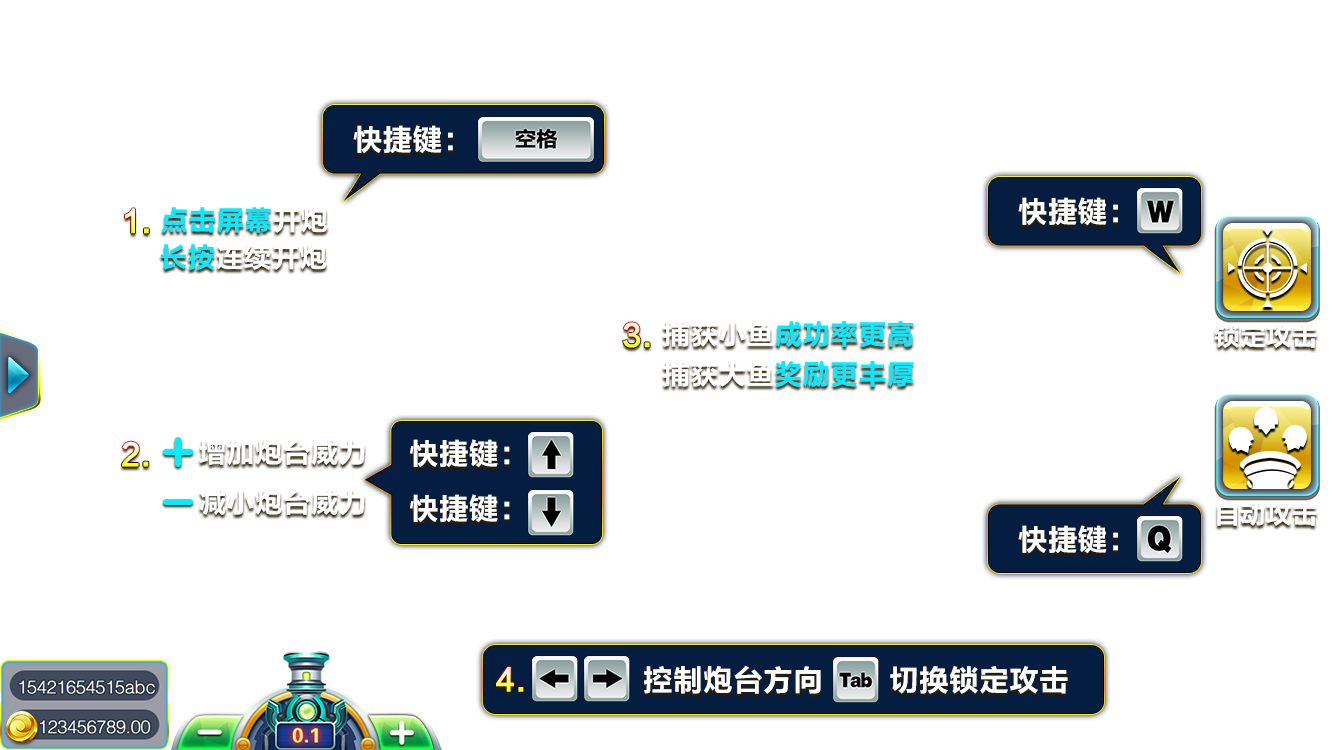 快捷键： 空格
1. 点击屏幕开炮
长按连续开炮
快捷键： W
锁定攻击
3. 捕获小鱼成功率更高
捕获大鱼奖励更丰厚
2. +增加炮台威力
快捷键： ↑
−减小炮台威力
快捷键： ↓
自动攻击
快捷键： Q
4. ← → 控制炮台方向 Tab 切换锁定攻击
15421654515abc
123456789.00
− 0.1 +